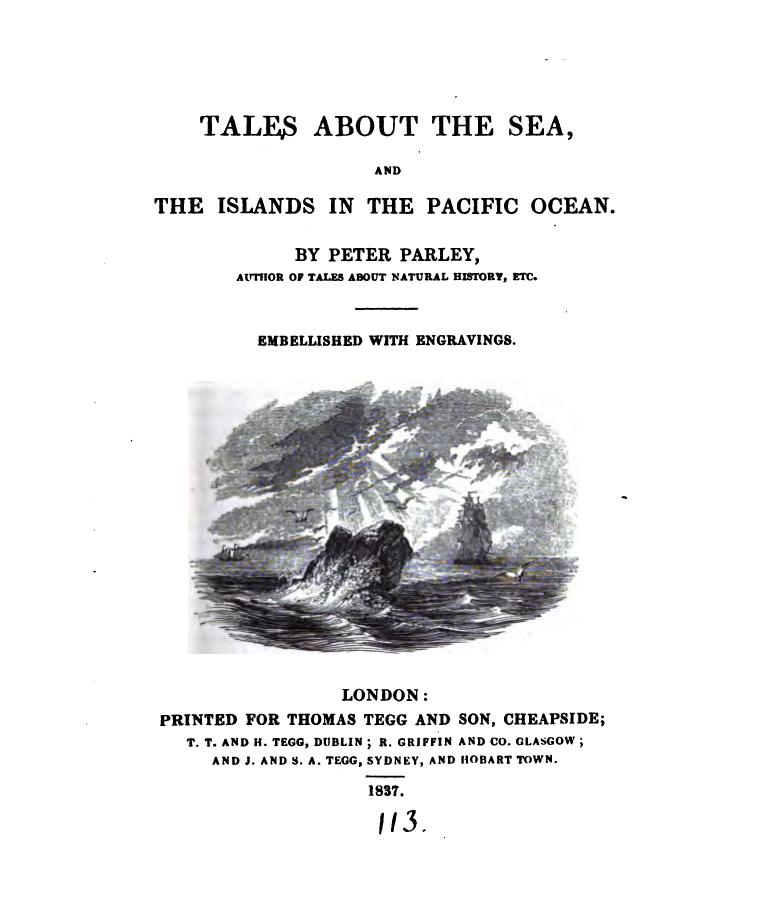 TALES ABOUT THE SEA,
AND
THE ISLANDS IN THE PACIFIC OCEAN.
BY PETER PARLEY,
AUTHOR OF TALES ABOUT NATURAL HISTORY, ETC.
EMBELLISHED WITH ENGRAVINGS.
LONDON:
PRINTED FOR THOMAS TEGG AND SON, CHEAPSIDE;
T. T. AND H. TEGG, DUBLIN; R. GRIFFIN AND CO. GLASGOW;
AND J. AND S. A. TEGG, SYDNEY, AND HOBART TOWN.
1837.
113.